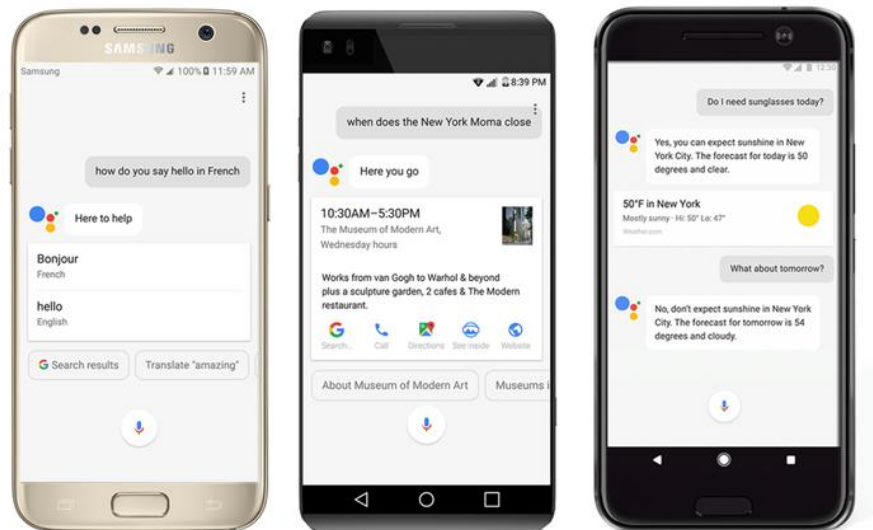 SAMSUNG
Samsung
100% 11:59 AM
how do you say hello in French
Here to help
Bonjour
French
hello
English
G Search results
Translate "amazing"
8:39 PM
when does the New York Moma close
Here you go
10:30AM–5:30PM
The Museum of Modern Art,
Wednesday hours
Works from van Gogh to Warhol & beyond
plus a sculpture garden, 2 cafes & The Modern
restaurant.
G
Search...
Call
Directions
See inside
Website
About Museum of Modern Art
Museums i
12:30
Do I need sunglasses today?
Yes, you can expect sunshine in New
York City. The forecast for today is 50
degrees and clear.
50°F in New York
Mostly sunny · Hi: 50° Lo: 47°
Weather.com
What about tomorrow?
No, don't expect sunshine in New York
City. The forecast for tomorrow is 54
degrees and cloudy.